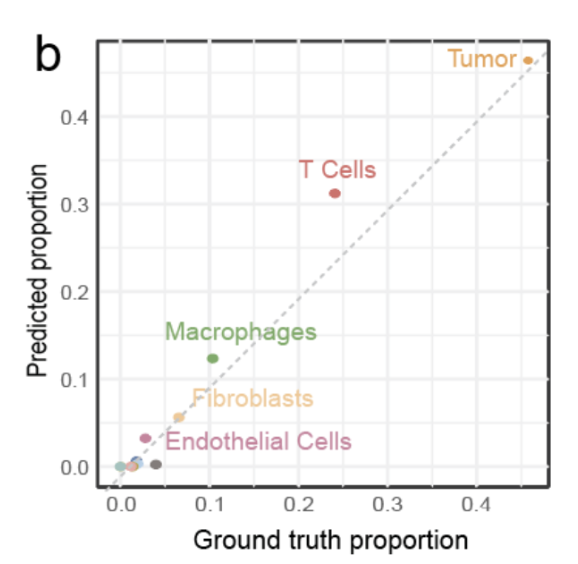 b
Tumor
0.4
T Cells
0.3
Predicted proportion
0.2
Macrophages
0.1
Fibroblasts
Endothelial Cells
0.0
0.0 0.1 0.2 0.3 0.4
Ground truth proportion